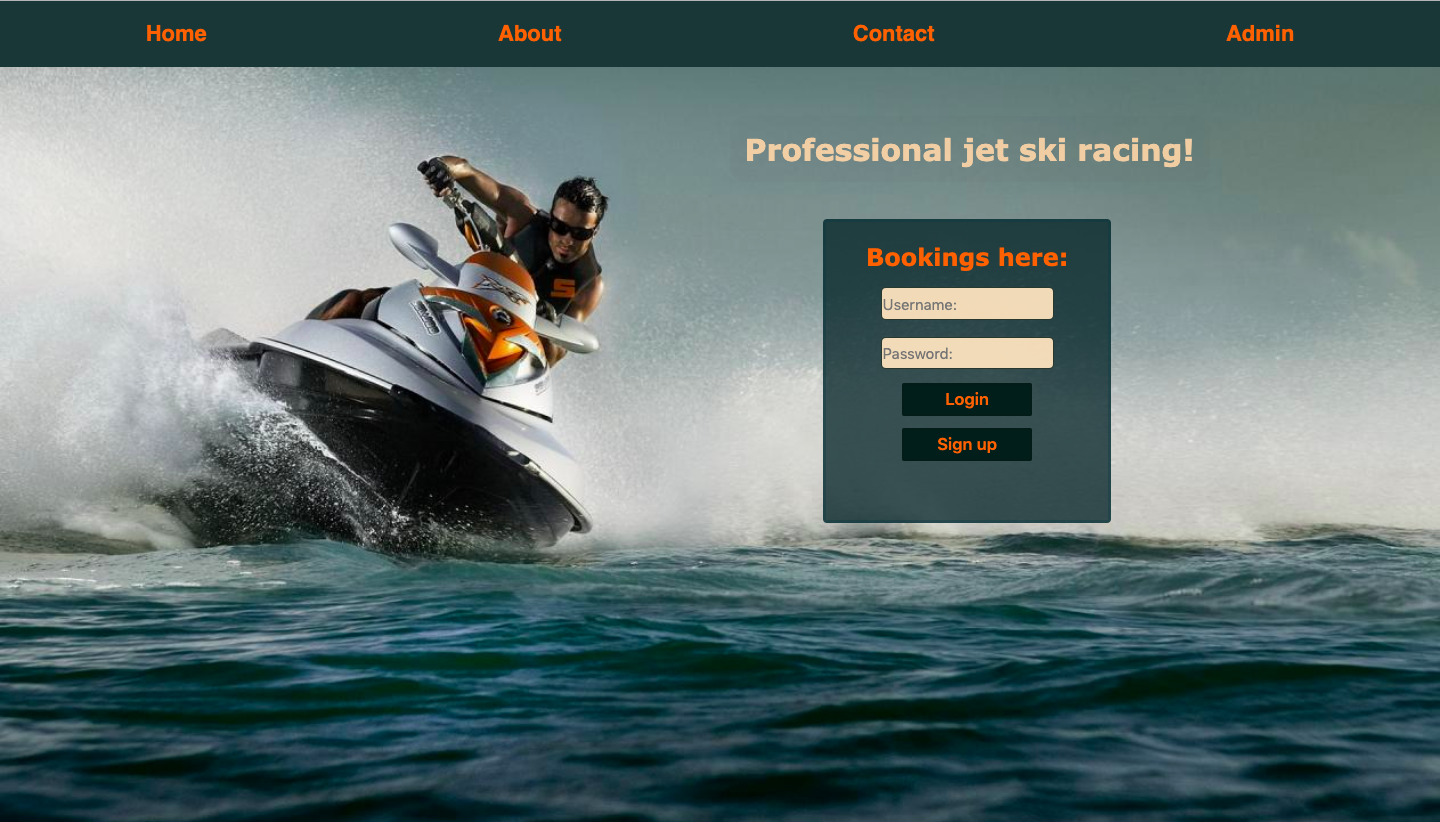 Home About Contact Admin
Professional jet ski racing!
Bookings here:
Username:
Password:
Login
Sign up